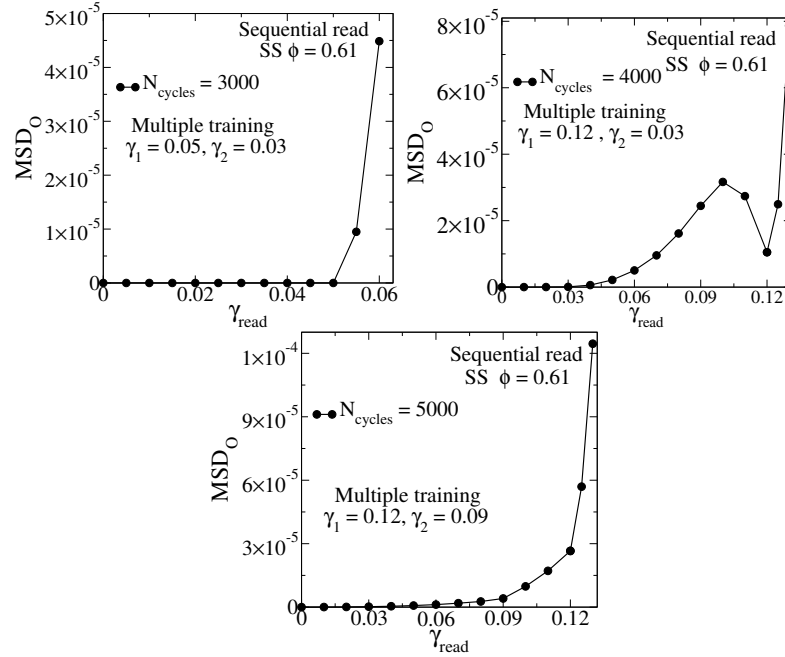 5×10⁻⁵
4×10⁻⁵
3×10⁻⁵
2×10⁻⁵
1×10⁻⁵
0
MSD_O
Sequential read
SS ϕ = 0.61
N_cycles = 3000
Multiple training
γ₁ = 0.05, γ₂ = 0.03
0 0.02 0.04 0.06
γ_read
8×10⁻⁵
6×10⁻⁵
4×10⁻⁵
2×10⁻⁵
0
MSD_O
Sequential read
SS ϕ = 0.61
N_cycles = 4000
Multiple training
γ₁ = 0.12 , γ₂ = 0.03
0 0.03 0.06 0.09 0.12
γ_read
1×10⁻⁴
9×10⁻⁵
6×10⁻⁵
3×10⁻⁵
0
MSD_O
Sequential read
SS ϕ = 0.61
N_cycles = 5000
Multiple training
γ₁ = 0.12, γ₂ = 0.09
0 0.03 0.06 0.09 0.12
γ_read